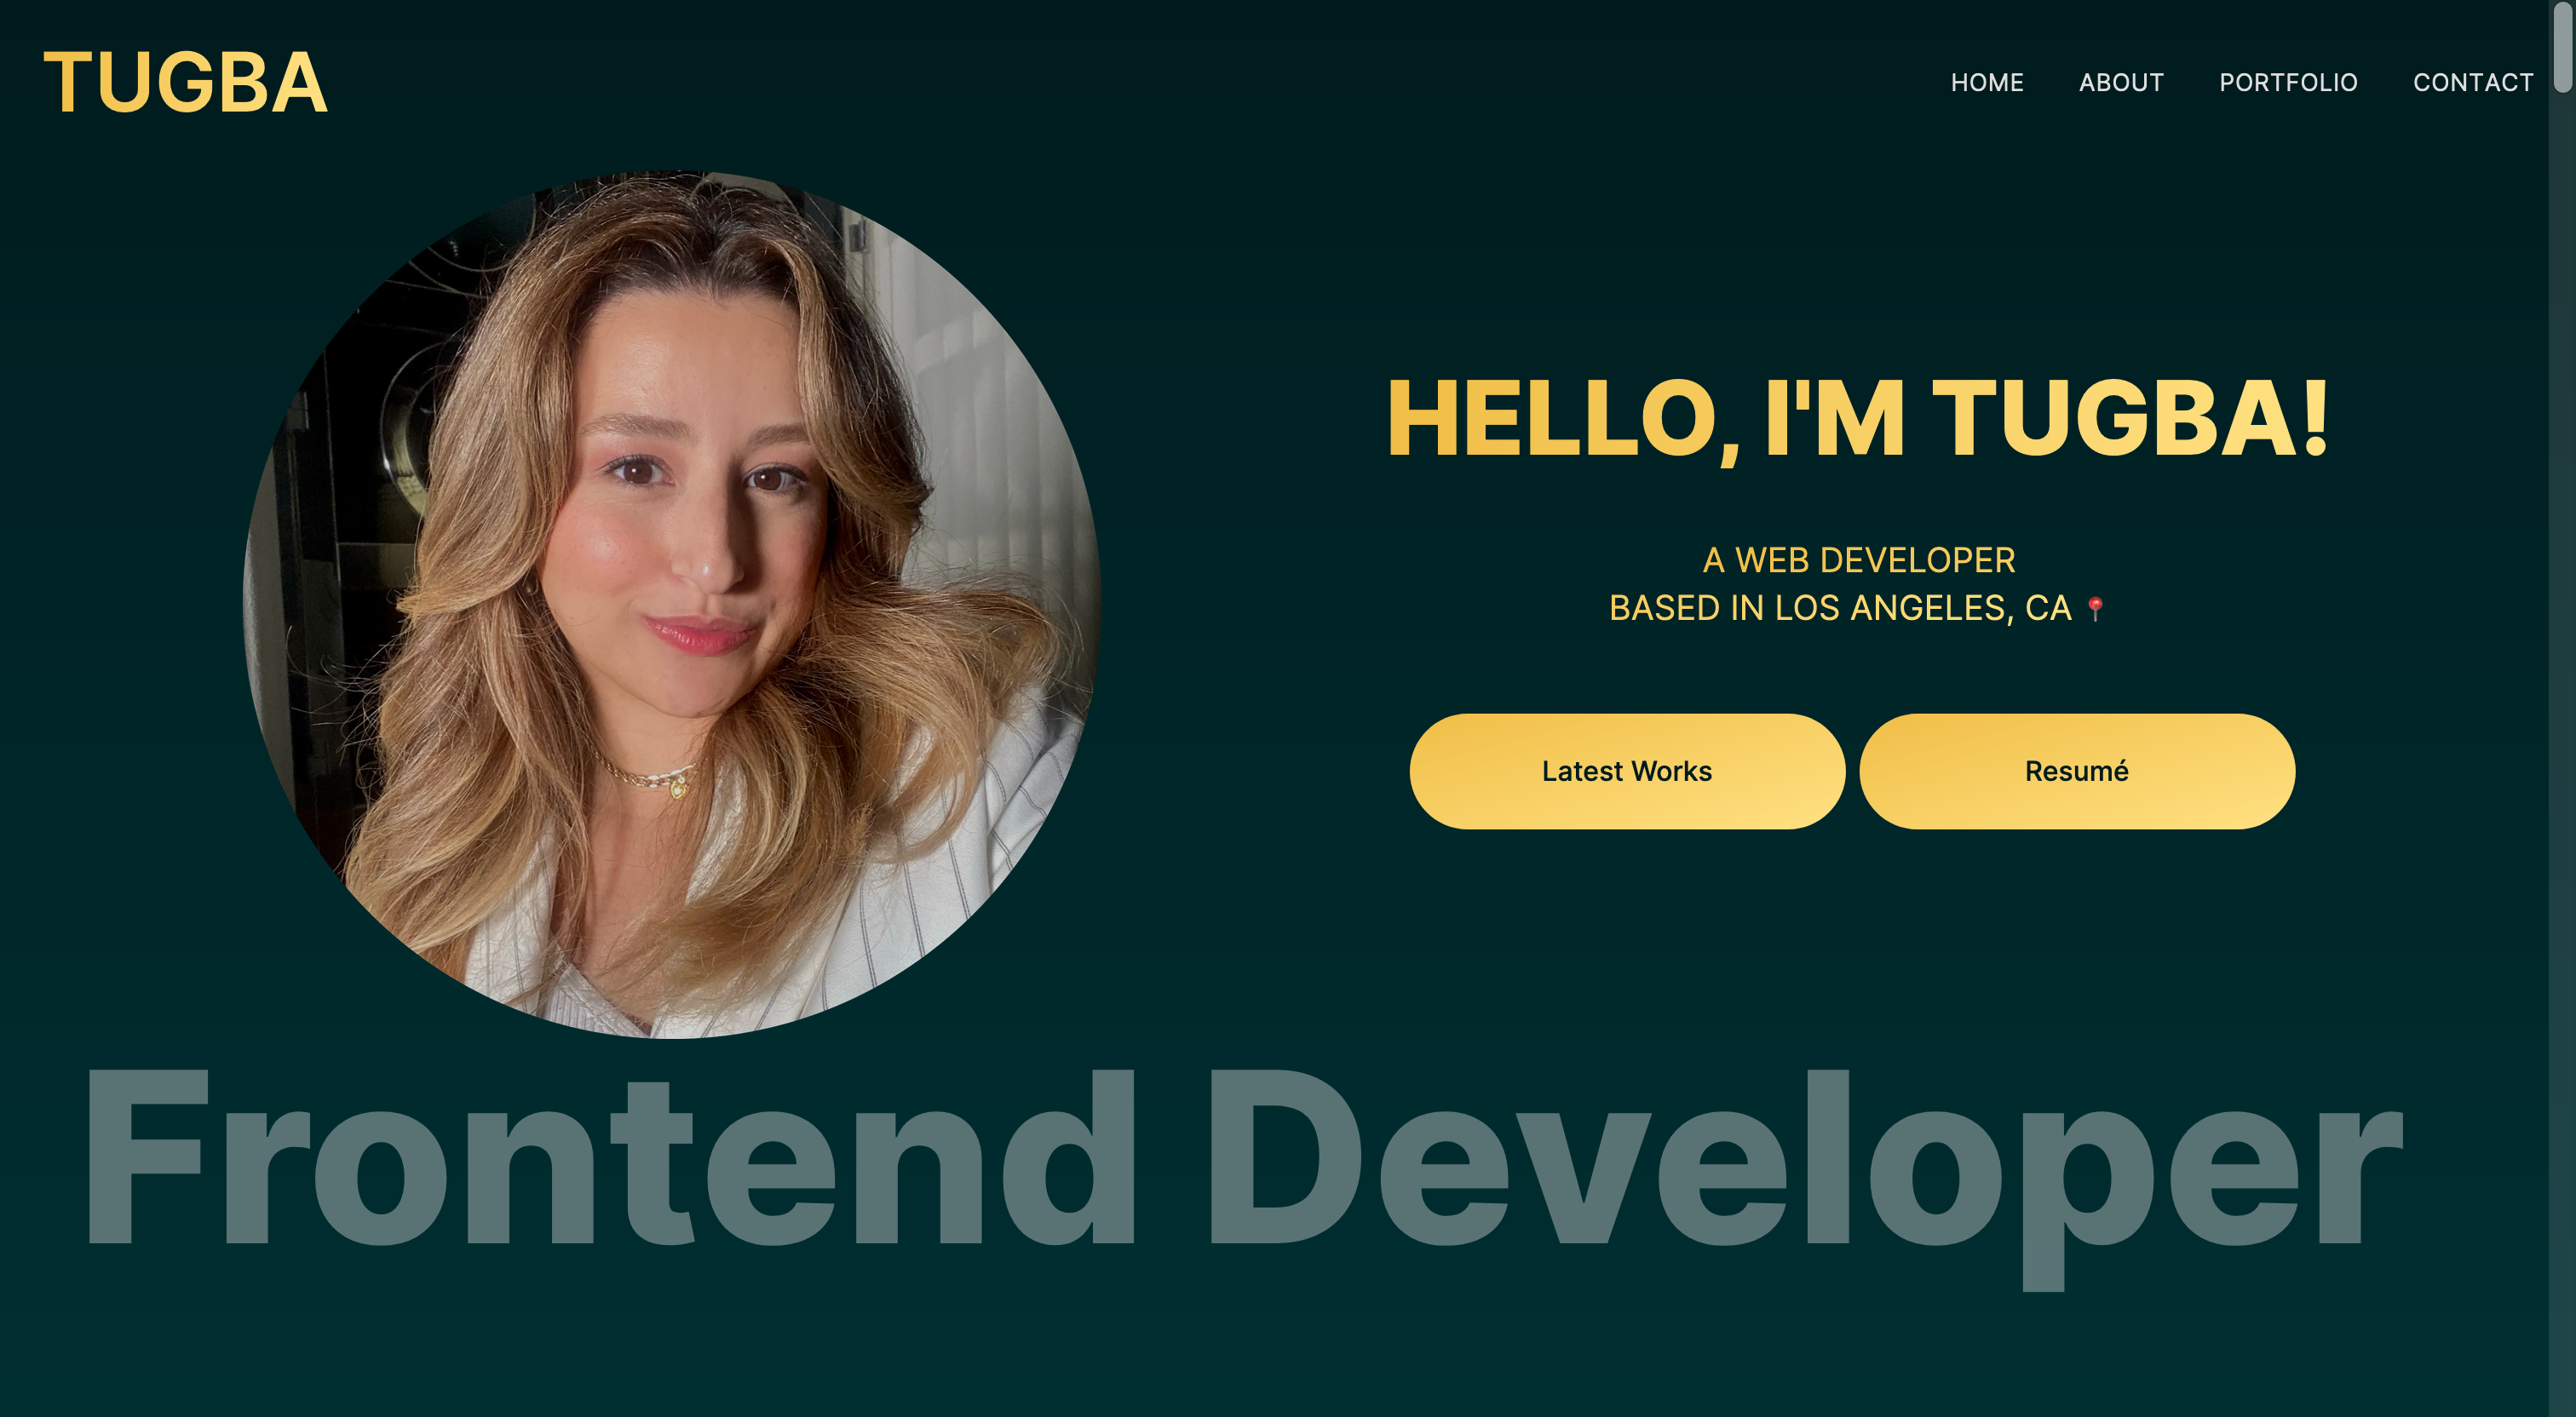 TUGBA
HOME ABOUT PORTFOLIO CONTACT
HELLO, I'M TUGBA!
A WEB DEVELOPER
BASED IN LOS ANGELES, CA 📍
Latest Works
Resumé
Frontend Developer